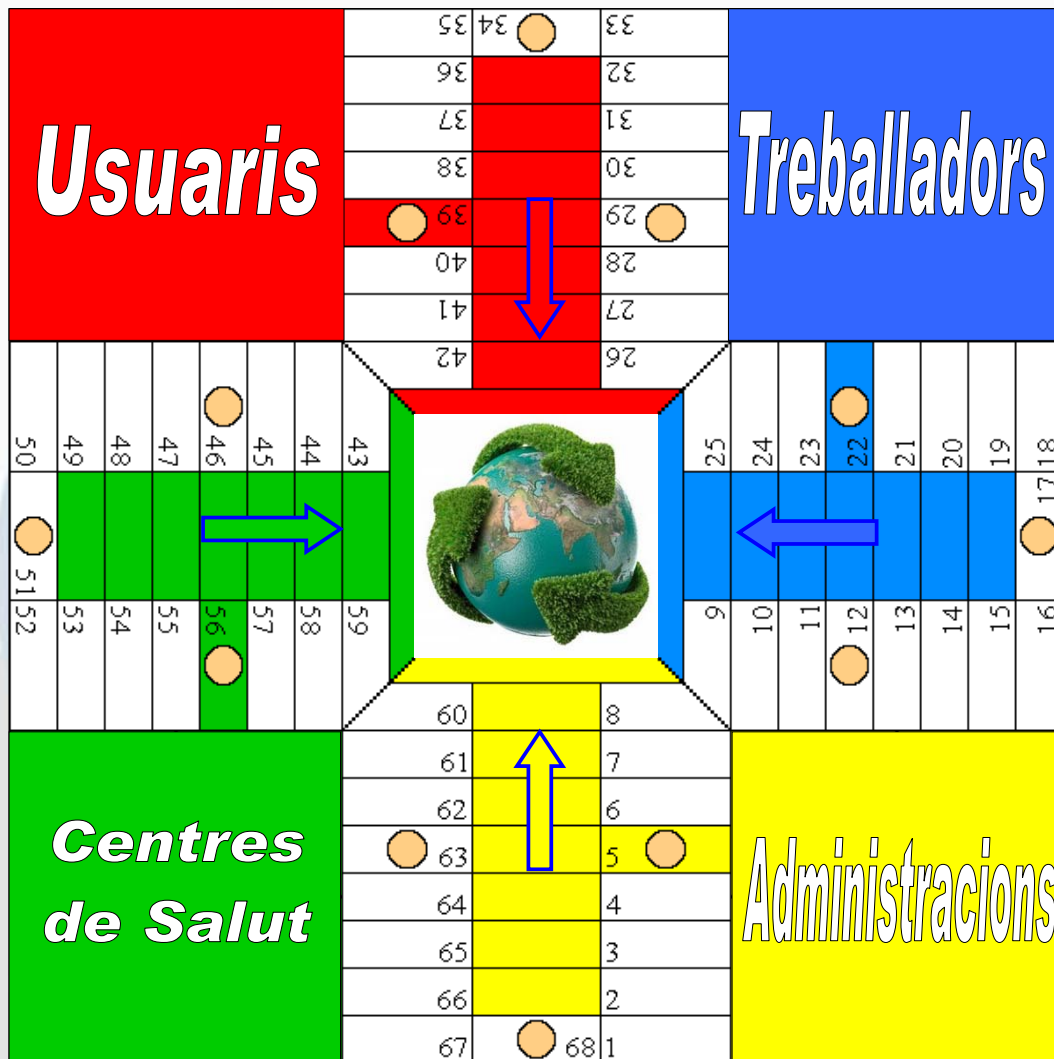 35 34 33
36 32
37 31
38 30
39 29
40 28
41 27
42 26
Usuaris
Treballadors
50 49 48 47 46 45 44 43
25 24 23 22 21 20 19 18
51
17
52 53 54 55 56 57 58 59
9 10 11 12 13 14 15 16
60 8
61 7
62 6
63 5
64 4
65 3
66 2
67 68 1
Centres
de Salut
Administracions